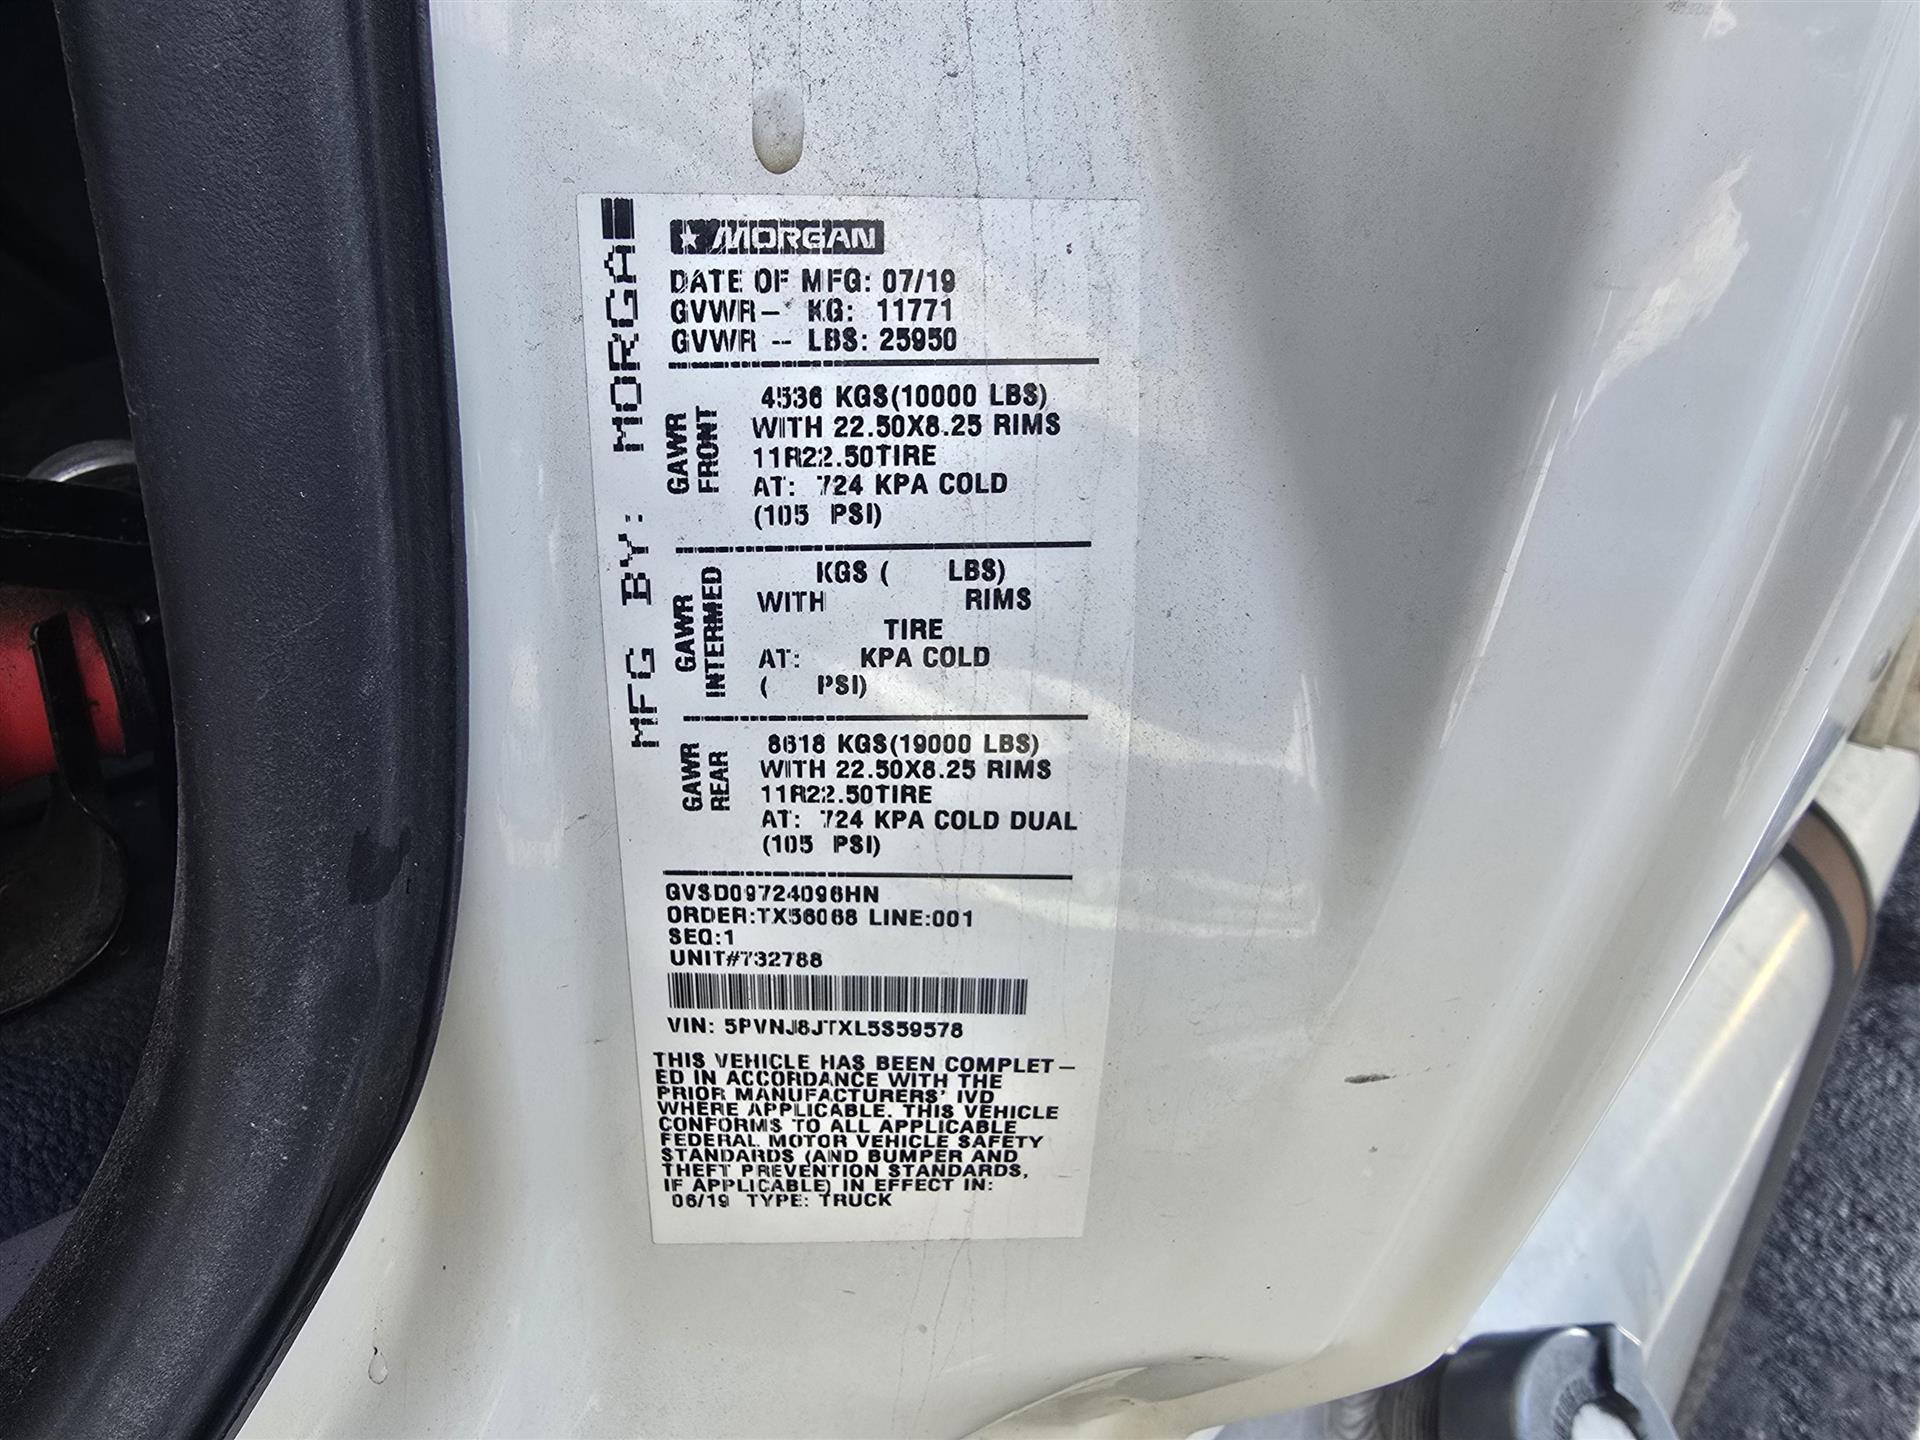 MFG BY: MORGA
MORGAN
DATE OF MFG: 07/19
GVWR- KG: 11771
GVWR -- LBS: 25950
GAWR FRONT
4536 KGS(10000 LBS)
WITH 22.50X8.25 RIMS
11R22.50TIRE
AT: 724 KPA COLD
(105 PSI)
GAWR INTERMED
KGS ( LBS)
WITH RIMS
TIRE
AT: KPA COLD
( PSI)
GAWR REAR
8618 KGS(19000 LBS)
WITH 22.50X8.25 RIMS
11R22.50TIRE
AT: 724 KPA COLD DUAL
(105 PSI)
GVSD09724096HN
ORDER:TX56068 LINE:001
SEQ:1
UNIT#732788
VIN: 5PVNJ8JTXL5S59578
THIS VEHICLE HAS BEEN COMPLET-
ED IN ACCORDANCE WITH THE
PRIOR MANUFACTURERS' IVD
WHERE APPLICABLE. THIS VEHICLE
CONFORMS TO ALL APPLICABLE
FEDERAL MOTOR VEHICLE SAFETY
STANDARDS (AND BUMPER AND
THEFT PREVENTION STANDARDS,
IF APPLICABLE) IN EFFECT IN:
06/19 TYPE: TRUCK